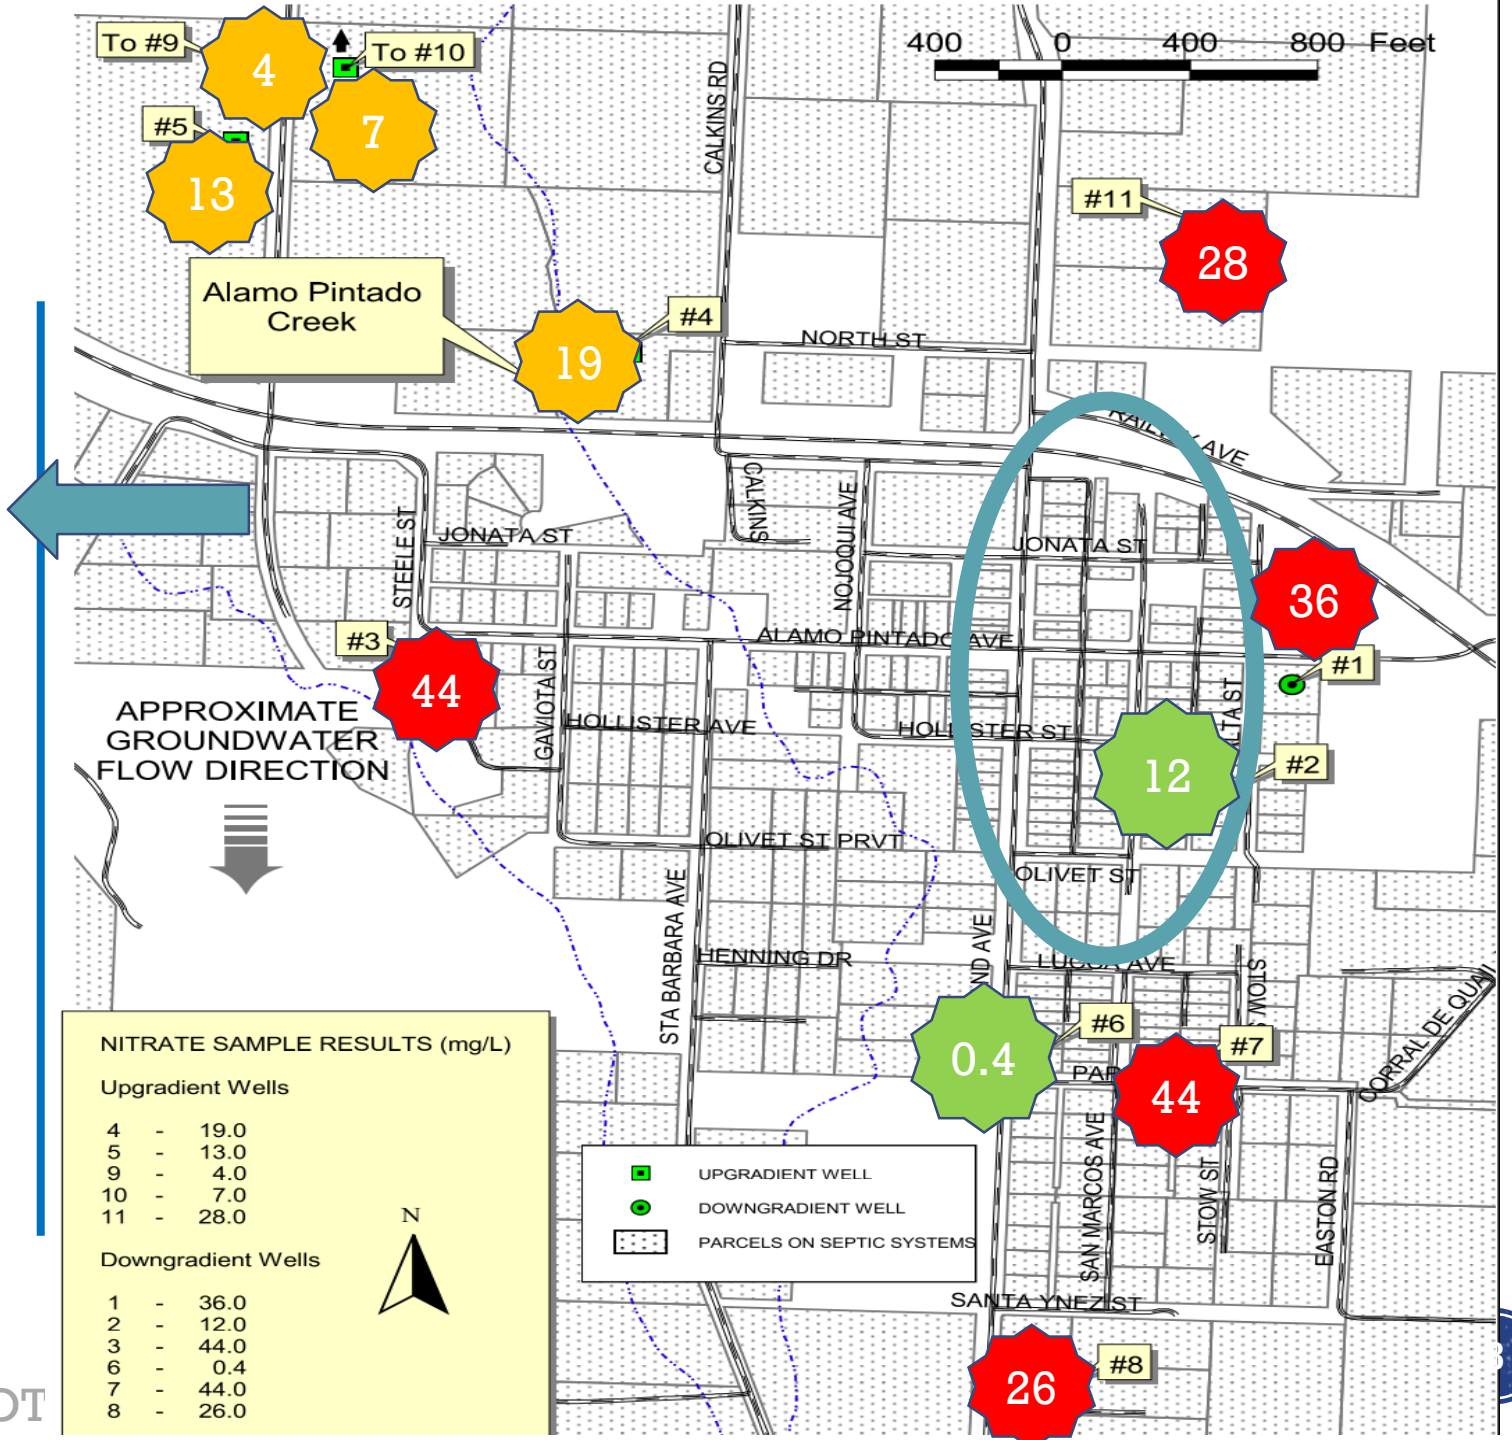 To #9
4
To #10
400 0 400 800 Feet
#5
7
13
CALKINS RD
#11
28
Alamo Pintado
Creek
#4
19
NORTH ST
RAILWAY AVE
CALKINS
NOJOQUI AVE
STEELE ST
JONATA ST
JONATA ST
36
#3
ALAMO PINTADO AVE
#1
44
GAVIOTA ST
HOLLISTER AVE
HOLLISTER ST
ALTA ST
APPROXIMATE
GROUNDWATER
FLOW DIRECTION
12
#2
OLIVET ST PRVT
OLIVET ST
STA BARBARA AVE
HENNING DR
ND AVE
LUCCA AVE
STOW S
CORRAL DE QUAI
0.4
#6
#7
PAR
44
NITRATE SAMPLE RESULTS (mg/L)
Upgradient Wells
4 - 19.0
5 - 13.0
9 - 4.0
10 - 7.0
11 - 28.0
Downgradient Wells
1 - 36.0
2 - 12.0
3 - 44.0
6 - 0.4
7 - 44.0
8 - 26.0
N
UPGRADIENT WELL
DOWNGRADIENT WELL
PARCELS ON SEPTIC SYSTEMS
SAN MARCOS AVE
STOW ST
EASTON RD
SANTA YNEZ ST
#8
26
OT